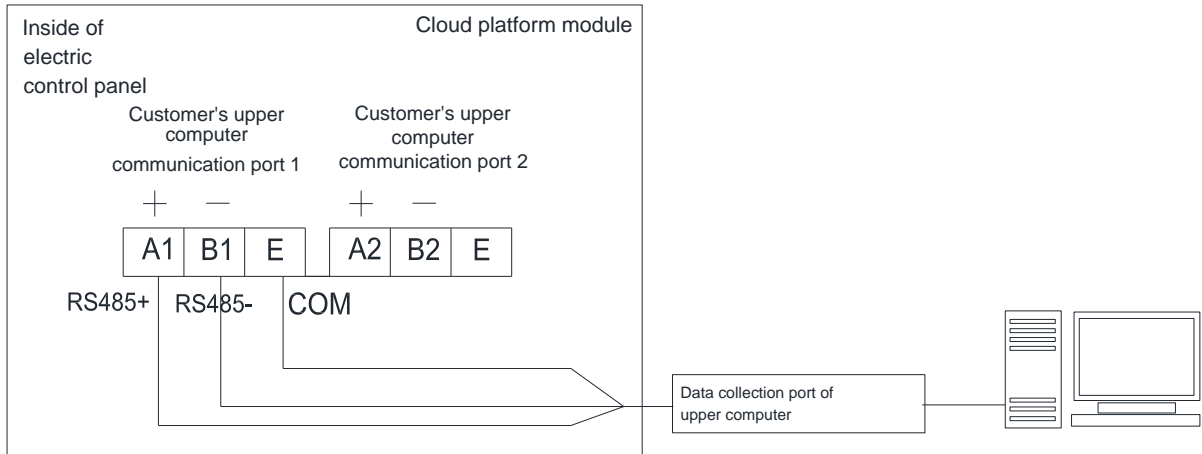 Inside of
electric
control panel
Cloud platform module
Customer's upper
computer
communication port 1
Customer's upper
computer
communication port 2
+ —
+ —
A1 B1 E
A2 B2 E
RS485+ RS485- COM
Data collection port of
upper computer